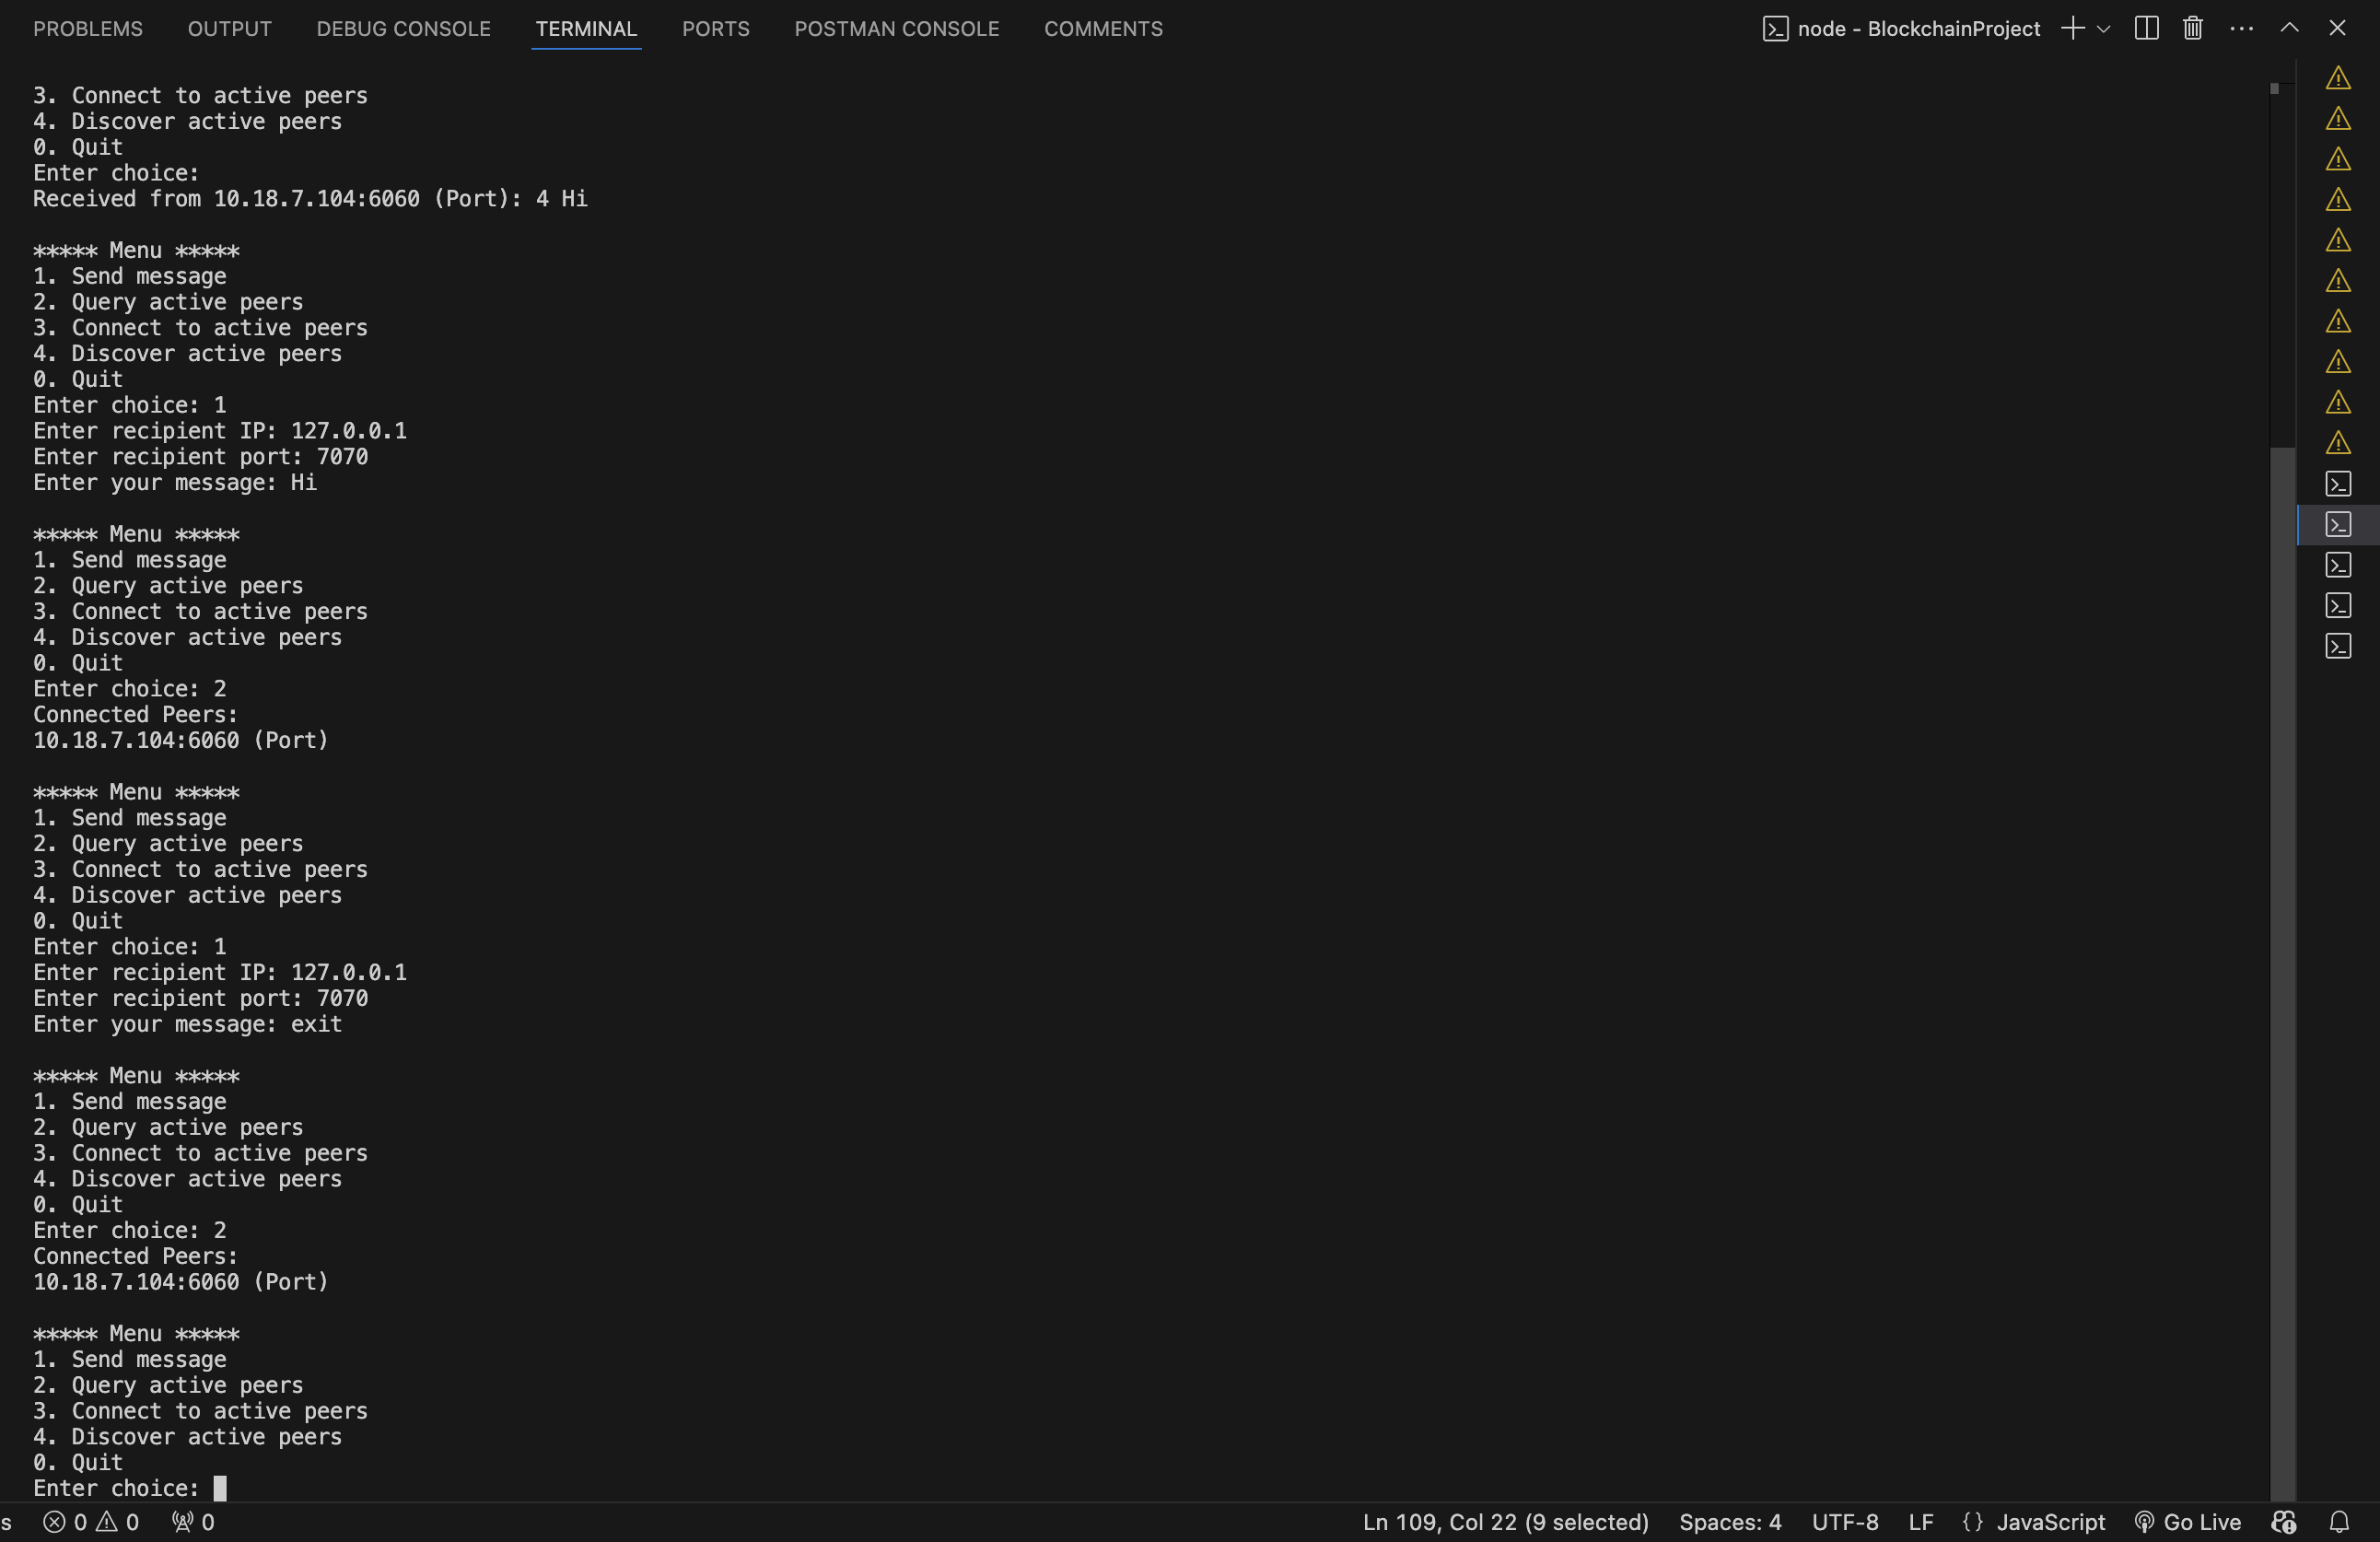 PROBLEMS OUTPUT DEBUG CONSOLE TERMINAL PORTS POSTMAN CONSOLE COMMENTS node - BlockchainProject
3. Connect to active peers
4. Discover active peers
0. Quit
Enter choice:
Received from 10.18.7.104:6060 (Port): 4 Hi
***** Menu *****
1. Send message
2. Query active peers
3. Connect to active peers
4. Discover active peers
0. Quit
Enter choice: 1
Enter recipient IP: 127.0.0.1
Enter recipient port: 7070
Enter your message: Hi
***** Menu *****
1. Send message
2. Query active peers
3. Connect to active peers
4. Discover active peers
0. Quit
Enter choice: 2
Connected Peers:
10.18.7.104:6060 (Port)
***** Menu *****
1. Send message
2. Query active peers
3. Connect to active peers
4. Discover active peers
0. Quit
Enter choice: 1
Enter recipient IP: 127.0.0.1
Enter recipient port: 7070
Enter your message: exit
***** Menu *****
1. Send message
2. Query active peers
3. Connect to active peers
4. Discover active peers
0. Quit
Enter choice: 2
Connected Peers:
10.18.7.104:6060 (Port)
***** Menu *****
1. Send message
2. Query active peers
3. Connect to active peers
4. Discover active peers
0. Quit
Enter choice:
s 0 0 0 Ln 109, Col 22 (9 selected) Spaces: 4 UTF-8 LF {} JavaScript Go Live